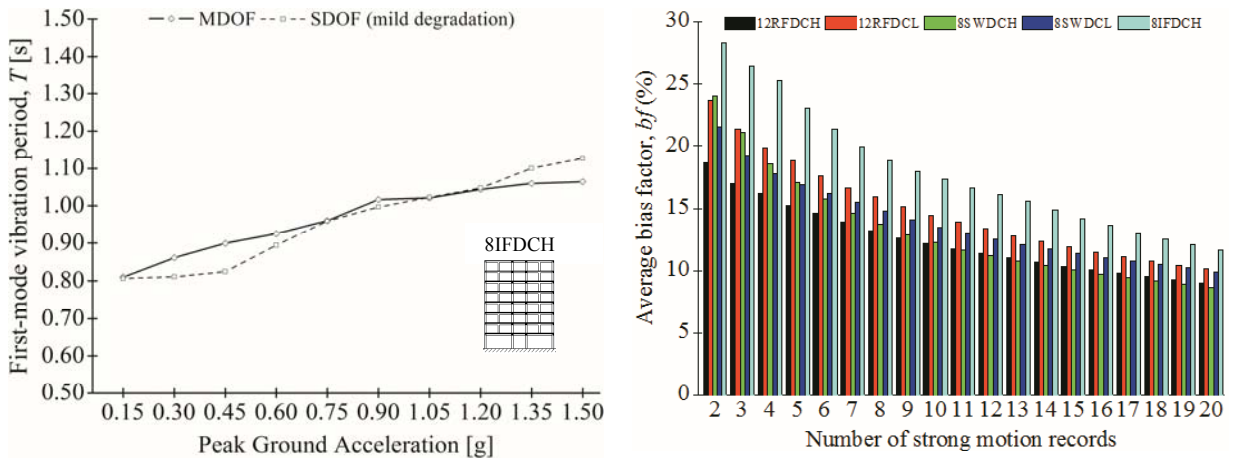 MDOF SDOF (mild degradation)
First-mode vibration period, T [s]
1.50
1.40
1.30
1.20
1.10
1.00
0.90
0.80
0.70
0.60
0.50
8IFDCH
0.15 0.30 0.45 0.60 0.75 0.90 1.05 1.20 1.35 1.50
Peak Ground Acceleration [g]
12RFDCH 12RFDCL 8SWDCH 8SWDCL 8IFDCH
Average bias factor, bf (%)
30
25
20
15
10
5
0
2 3 4 5 6 7 8 9 10 11 12 13 14 15 16 17 18 19 20
Number of strong motion records